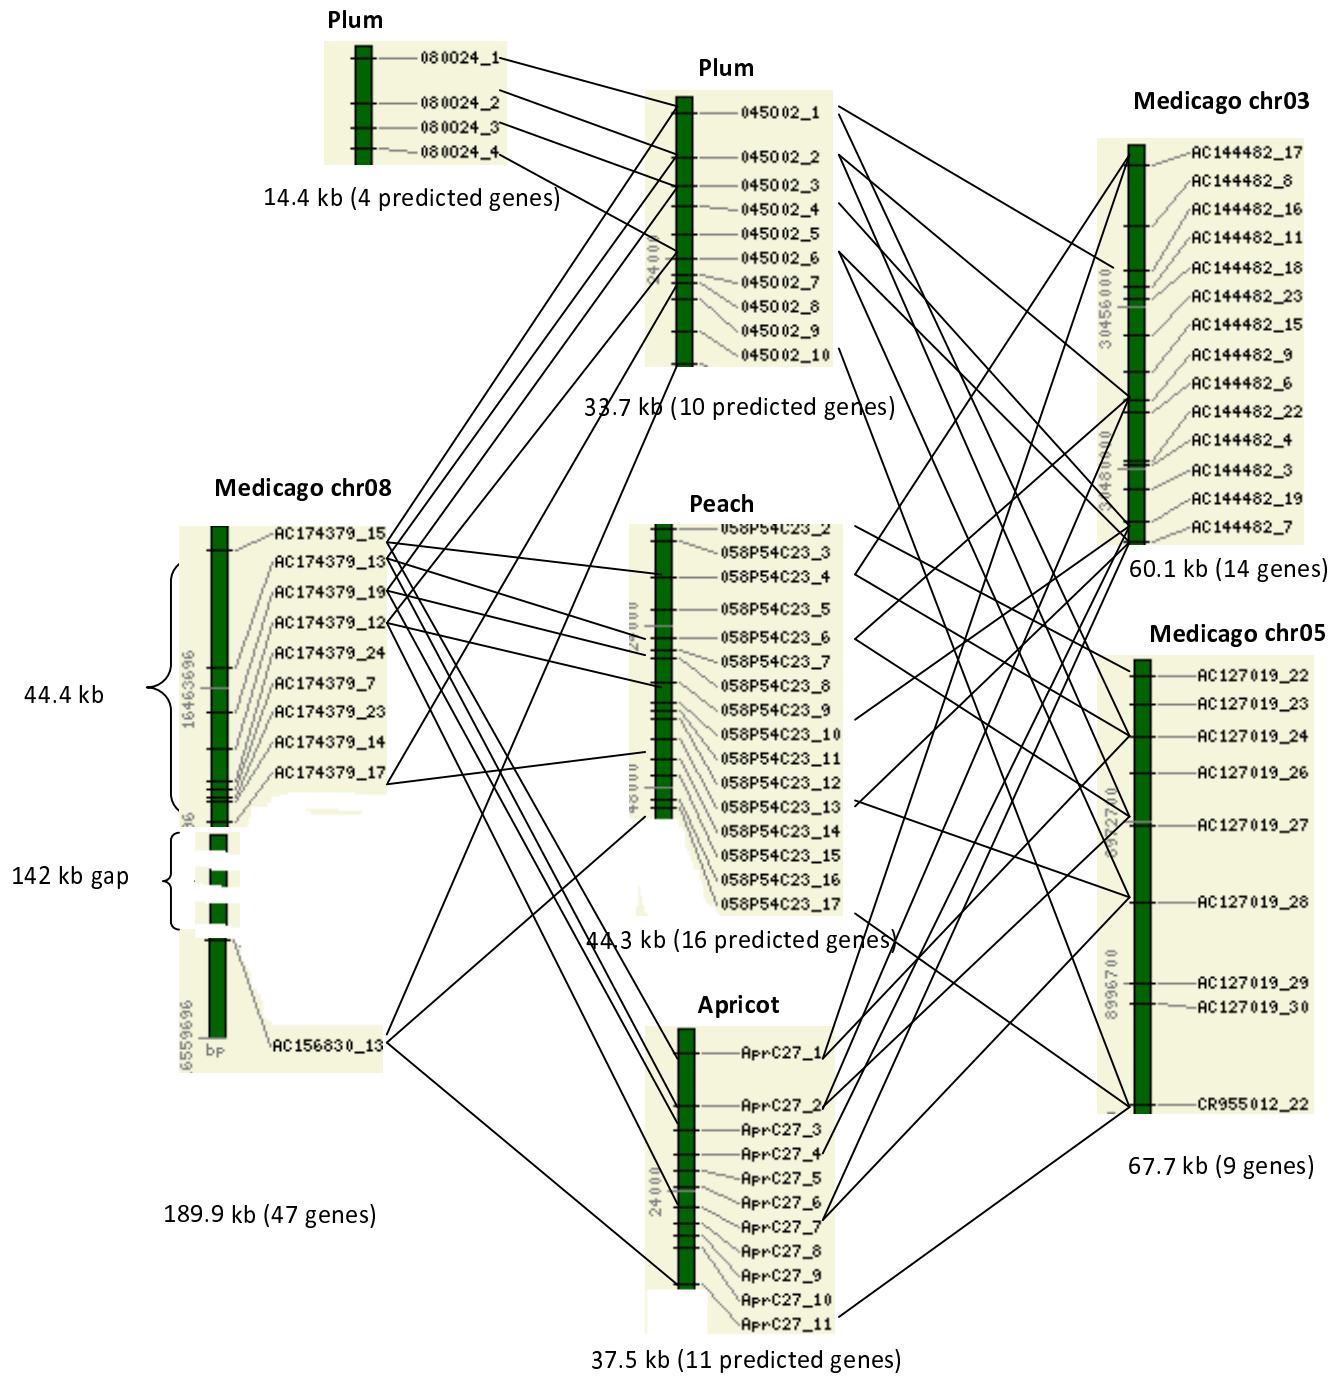 Plum
080024_1
080024_2
080024_3
080024_4
14.4 kb (4 predicted genes)
Plum
045002_1
045002_2
045002_3
045002_4
045002_5
045002_6
045002_7
045002_8
045002_9
045002_10
24000
33.7 kb (10 predicted genes)
Medicago chr03
AC144482_17
AC144482_8
AC144482_16
AC144482_11
AC144482_18
AC144482_23
AC144482_15
AC144482_9
AC144482_6
AC144482_22
AC144482_4
AC144482_3
AC144482_19
AC144482_7
30456000
30480000
60.1 kb (14 genes)
Medicago chr08
AC174379_15
AC174379_13
AC174379_19
AC174379_12
AC174379_24
AC174379_7
AC174379_23
AC174379_14
AC174379_17
16463696
44.4 kb
142 kb gap
6559696
bp
AC156830_13
189.9 kb (47 genes)
Peach
058P54C23_2
058P54C23_3
058P54C23_4
058P54C23_5
058P54C23_6
058P54C23_7
058P54C23_8
058P54C23_9
058P54C23_10
058P54C23_11
058P54C23_12
058P54C23_13
058P54C23_14
058P54C23_15
058P54C23_16
058P54C23_17
24000
48000
44.3 kb (16 predicted genes)
Medicago chr05
AC127019_22
AC127019_23
AC127019_24
AC127019_26
AC127019_27
AC127019_28
AC127019_29
AC127019_30
CR955012_22
8972700
8996700
67.7 kb (9 genes)
Apricot
AprC27_1
AprC27_2
AprC27_3
AprC27_4
AprC27_5
AprC27_6
AprC27_7
AprC27_8
AprC27_9
AprC27_10
AprC27_11
24000
37.5 kb (11 predicted genes)